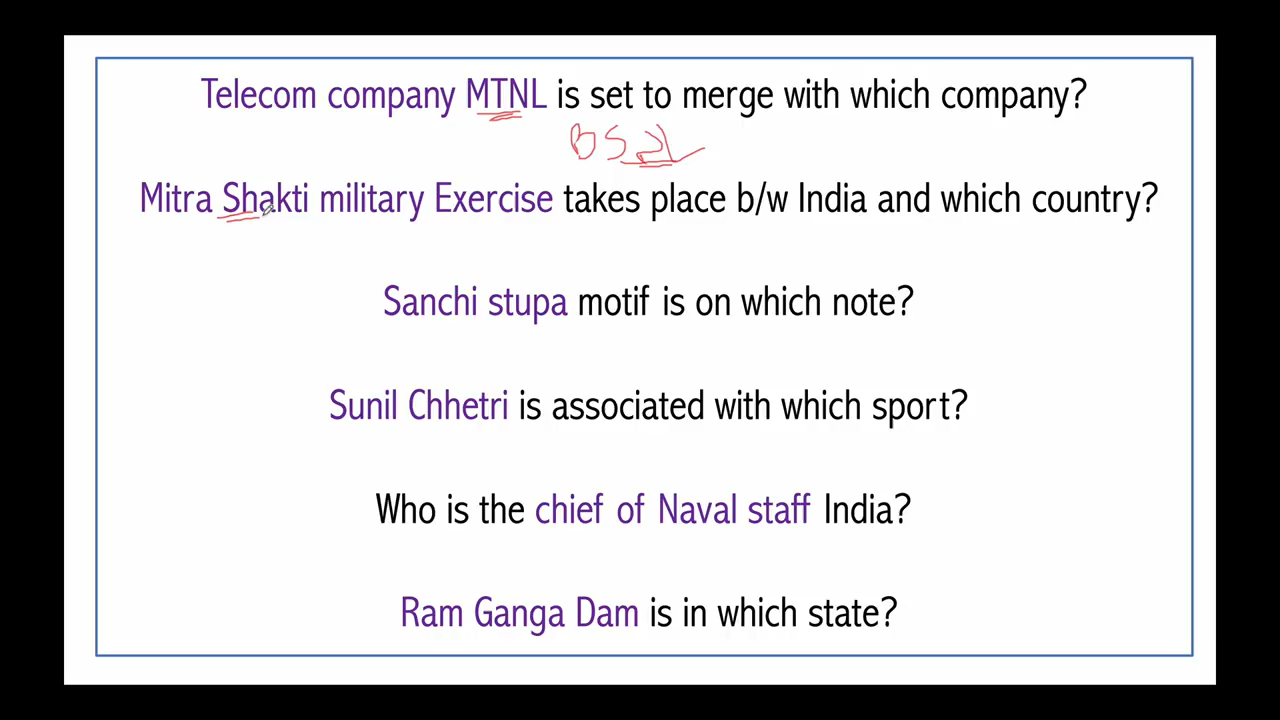 Telecom company MTNL is set to merge with which company?
BSNL
Mitra Shakti military Exercise takes place b/w India and which country?
Sanchi stupa motif is on which note?
Sunil Chhetri is associated with which sport?
Who is the chief of Naval staff India?
Ram Ganga Dam is in which state?